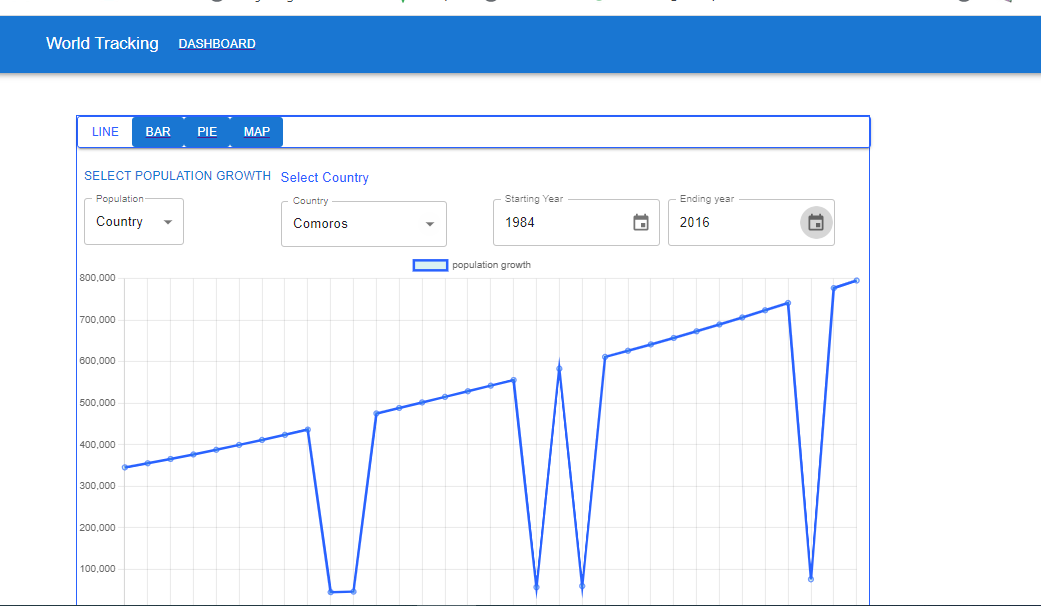 World Tracking DASHBOARD
LINE BAR PIE MAP
SELECT POPULATION GROWTH Select Country
Population Country Starting Year Ending year
Country Comoros 1984 2016
population growth
800,000
700,000
600,000
500,000
400,000
300,000
200,000
100,000